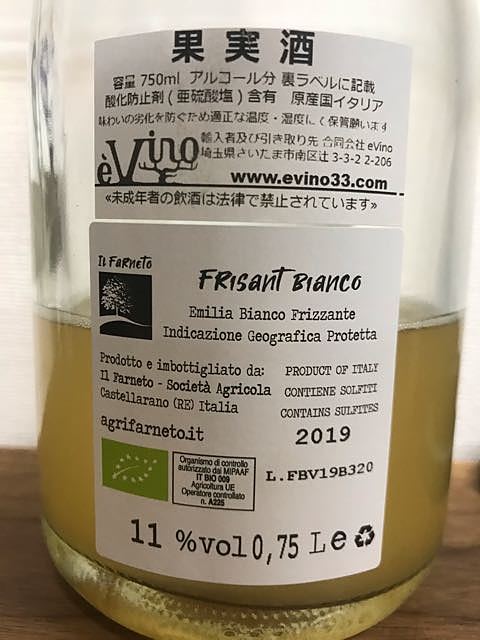 果実酒
容量 750ml アルコール分 裏ラベルに記載
酸化防止剤(亜硫酸塩)含有 原産国イタリア
味わいの劣化を防ぐため適正な温度・湿度にて保管願います
èVino
輸入者及び引き取り先 合同会社 eVino
埼玉県さいたま市南区辻 3-3-2 2-206
www.evino33.com
«未成年者の飲酒は法律で禁止されています»
IL FARNETO
FRISANT BIANCO
Emilia Bianco Frizzante
Indicazione Geografica Protetta
Prodotto e imbottigliato da:
Il Farneto - Società Agricola
Castellarano (RE) Italia
agrifarneto.it
PRODUCT OF ITALY
CONTIENE SOLFITI
CONTAINS SULFITES
2019
L.FBV19B320
Organismo di controllo
autorizzato dal MIPAAF
IT BIO 009
Agricoltura UE
Operatore controllato
n. A225
11 %vol 0,75 L e